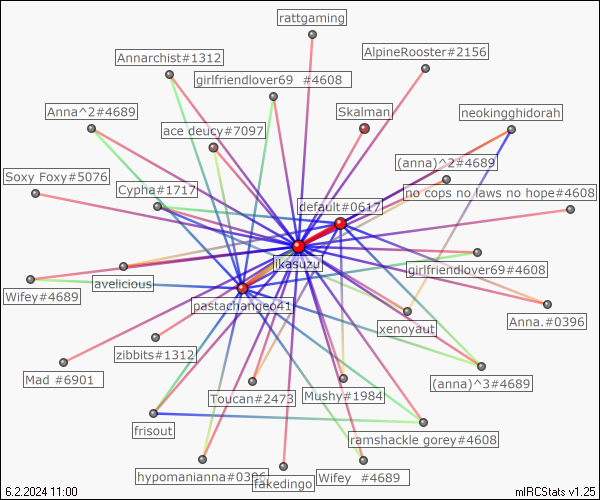 rattgaming
Annarchist#1312
AlpineRooster#2156
girlfriendlover69 #4608
Anna^2#4689
Skalman
neokingghidorah
ace deucy#7097
(anna)^2#4689
Soxy Foxy#5076
Cypha#1717
no cops no laws no hope#4608
default#0617
ikasuzu
girlfriendlover69#4608
Wifey#4689
avelicious
pastachangeo41
Anna.#0396
xenoyaut
zibbits#1312
Mad #6901
(anna)^3#4689
Toucan#2473
Mushy#1984
frisout
ramshackle gorey#4608
hypomanianna#0396
fakedingo
Wifey #4689
6.2.2024 11:00
mIRCStats v1.25